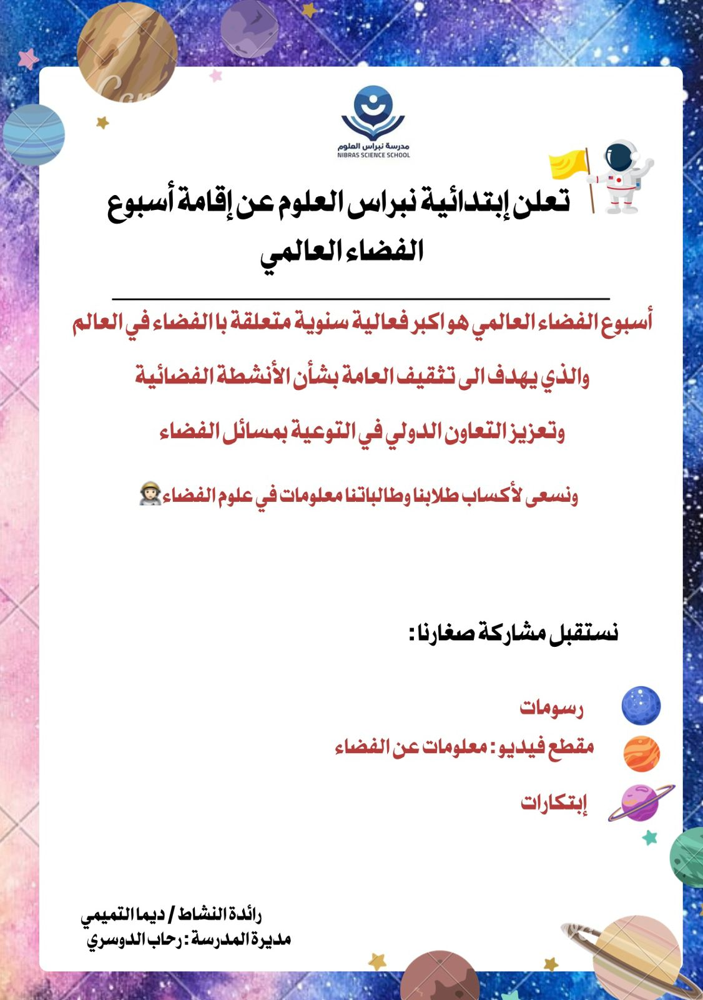 مدرسة نبراس العلوم
NIBRAS SCIENCE SCHOOL
تعلن إبتدائية نبراس العلوم عن إقامة أسبوع
الفضاء العالمي
أسبوع الفضاء العالمي هو اكبر فعالية سنوية متعلقة با الفضاء في العالم
والذي يهدف الى تثقيف العامة بشأن الأنشطة الفضائية
وتعزيز التعاون الدولي في التوعية بمسائل الفضاء
ونسعى لأكساب طلابنا وطالباتنا معلومات في علوم الفضاء
نستقبل مشاركة صغارنا :
رسومات
مقطع فيديو : معلومات عن الفضاء
إبتكارات
رائدة النشاط / ديما التميمي
مديرة المدرسة : رحاب الدوسري